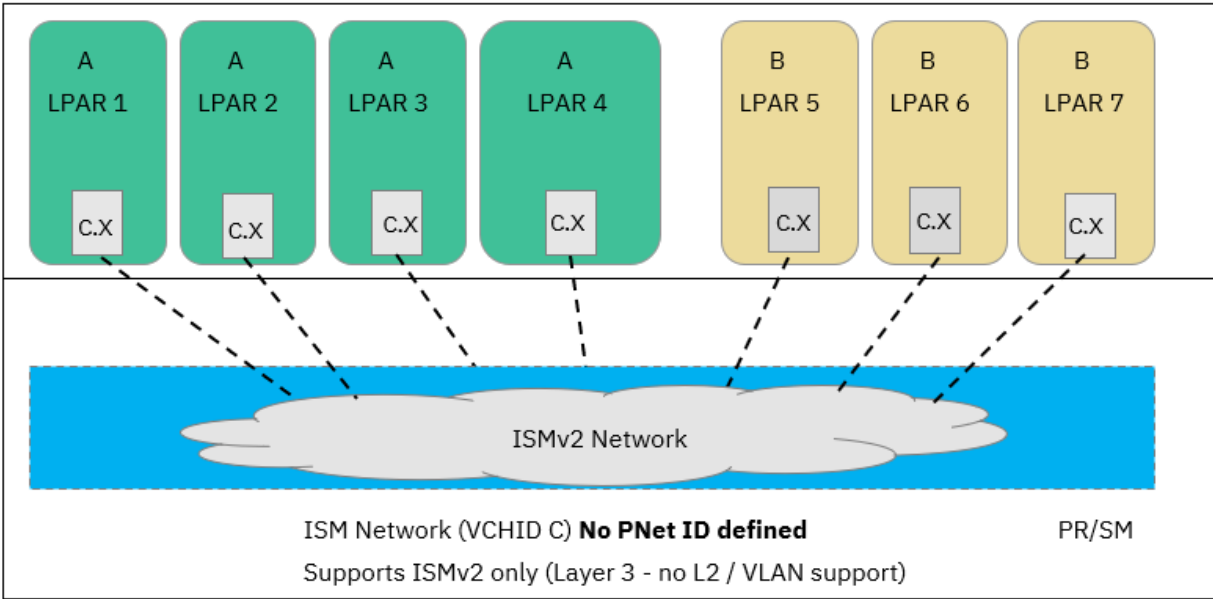 A
LPAR 1
A
LPAR 2
A
LPAR 3
A
LPAR 4
B
LPAR 5
B
LPAR 6
B
LPAR 7
C.X
C.X
C.X
C.X
C.X
C.X
C.X
ISMv2 Network
ISM Network (VCHID C) No PNet ID defined
PR/SM
Supports ISMv2 only (Layer 3 - no L2 / VLAN support)